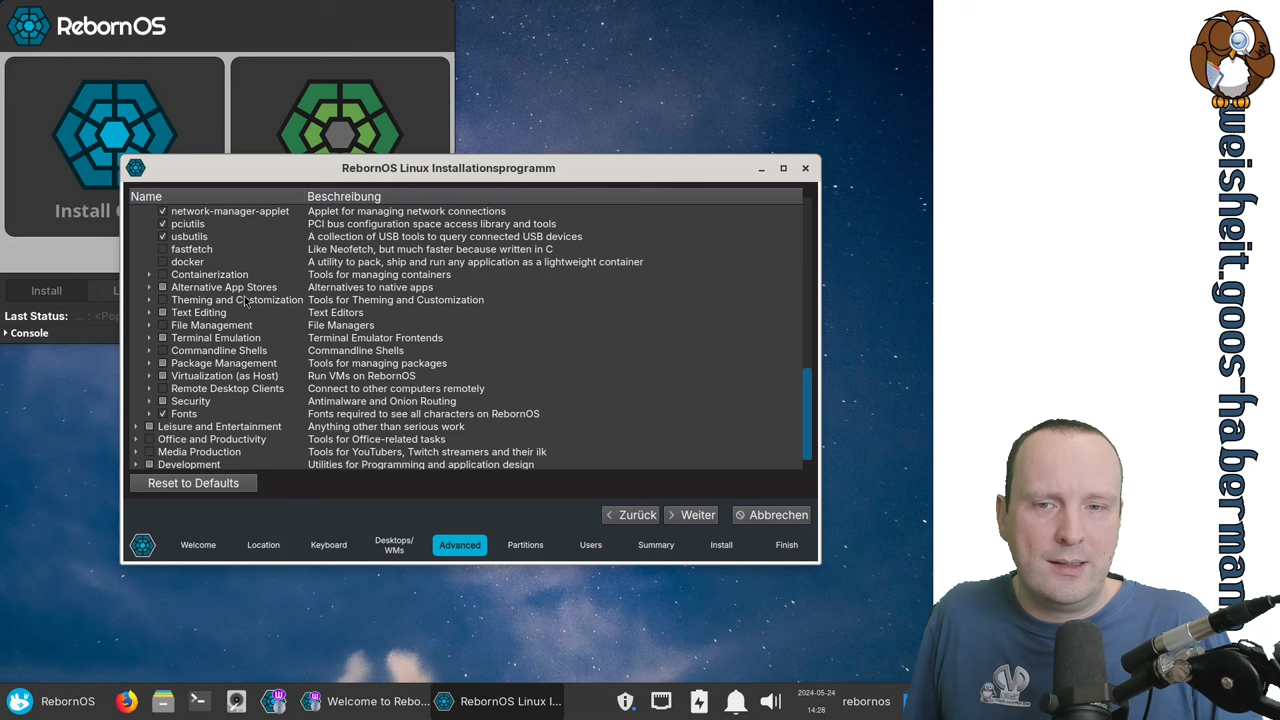 RebornOS
Install
RebornOS Linux Installationsprogramm
Name Beschreibung
network-manager-applet Applet for managing network connections
pciutils PCI bus configuration space access library and tools
usbutils A collection of USB tools to query connected USB devices
fastfetch Like Neofetch, but much faster because written in C
docker A utility to pack, ship and run any application as a lightweight container
Containerization Tools for managing containers
Alternative App Stores Alternatives to native apps
Theming and Customization Tools for Theming and Customization
Text Editing Text Editors
File Management File Managers
Terminal Emulation Terminal Emulator Frontends
Commandline Shells Commandline Shells
Package Management Tools for managing packages
Virtualization (as Host) Run VMs on RebornOS
Remote Desktop Clients Connect to other computers remotely
Security Antimalware and Onion Routing
Fonts Fonts required to see all characters on RebornOS
Leisure and Entertainment Anything other than serious work
Office and Productivity Tools for Office-related tasks
Media Production Tools for YouTubers, Twitch streamers and their ilk
Development Utilities for Programming and application design
Reset to Defaults
Zurück Weiter Abbrechen
Welcome Location Keyboard Desktops/ WMs Advanced Partitions Users Summary Install Finish
Install
Last Status: ... : <Pop
Console
RebornOS Welcome to Rebo... RebornOS Linux I... 2024-05-24 rebornos
14:28
weisheit.goos-haberman